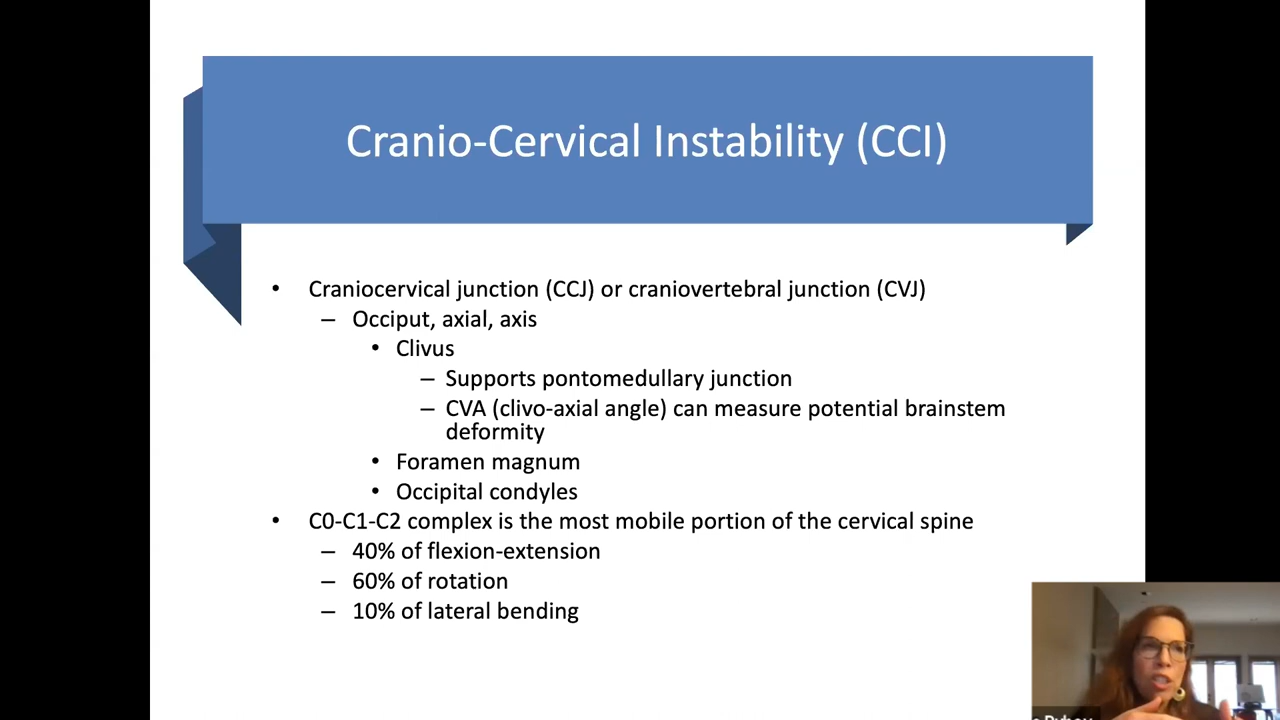 Cranio-Cervical Instability (CCI)
• Craniocervical junction (CCJ) or craniovertebral junction (CVJ)
– Occiput, axial, axis
• Clivus
– Supports pontomedullary junction
– CVA (clivo-axial angle) can measure potential brainstem
deformity
• Foramen magnum
• Occipital condyles
• C0-C1-C2 complex is the most mobile portion of the cervical spine
– 40% of flexion-extension
– 60% of rotation
– 10% of lateral bending